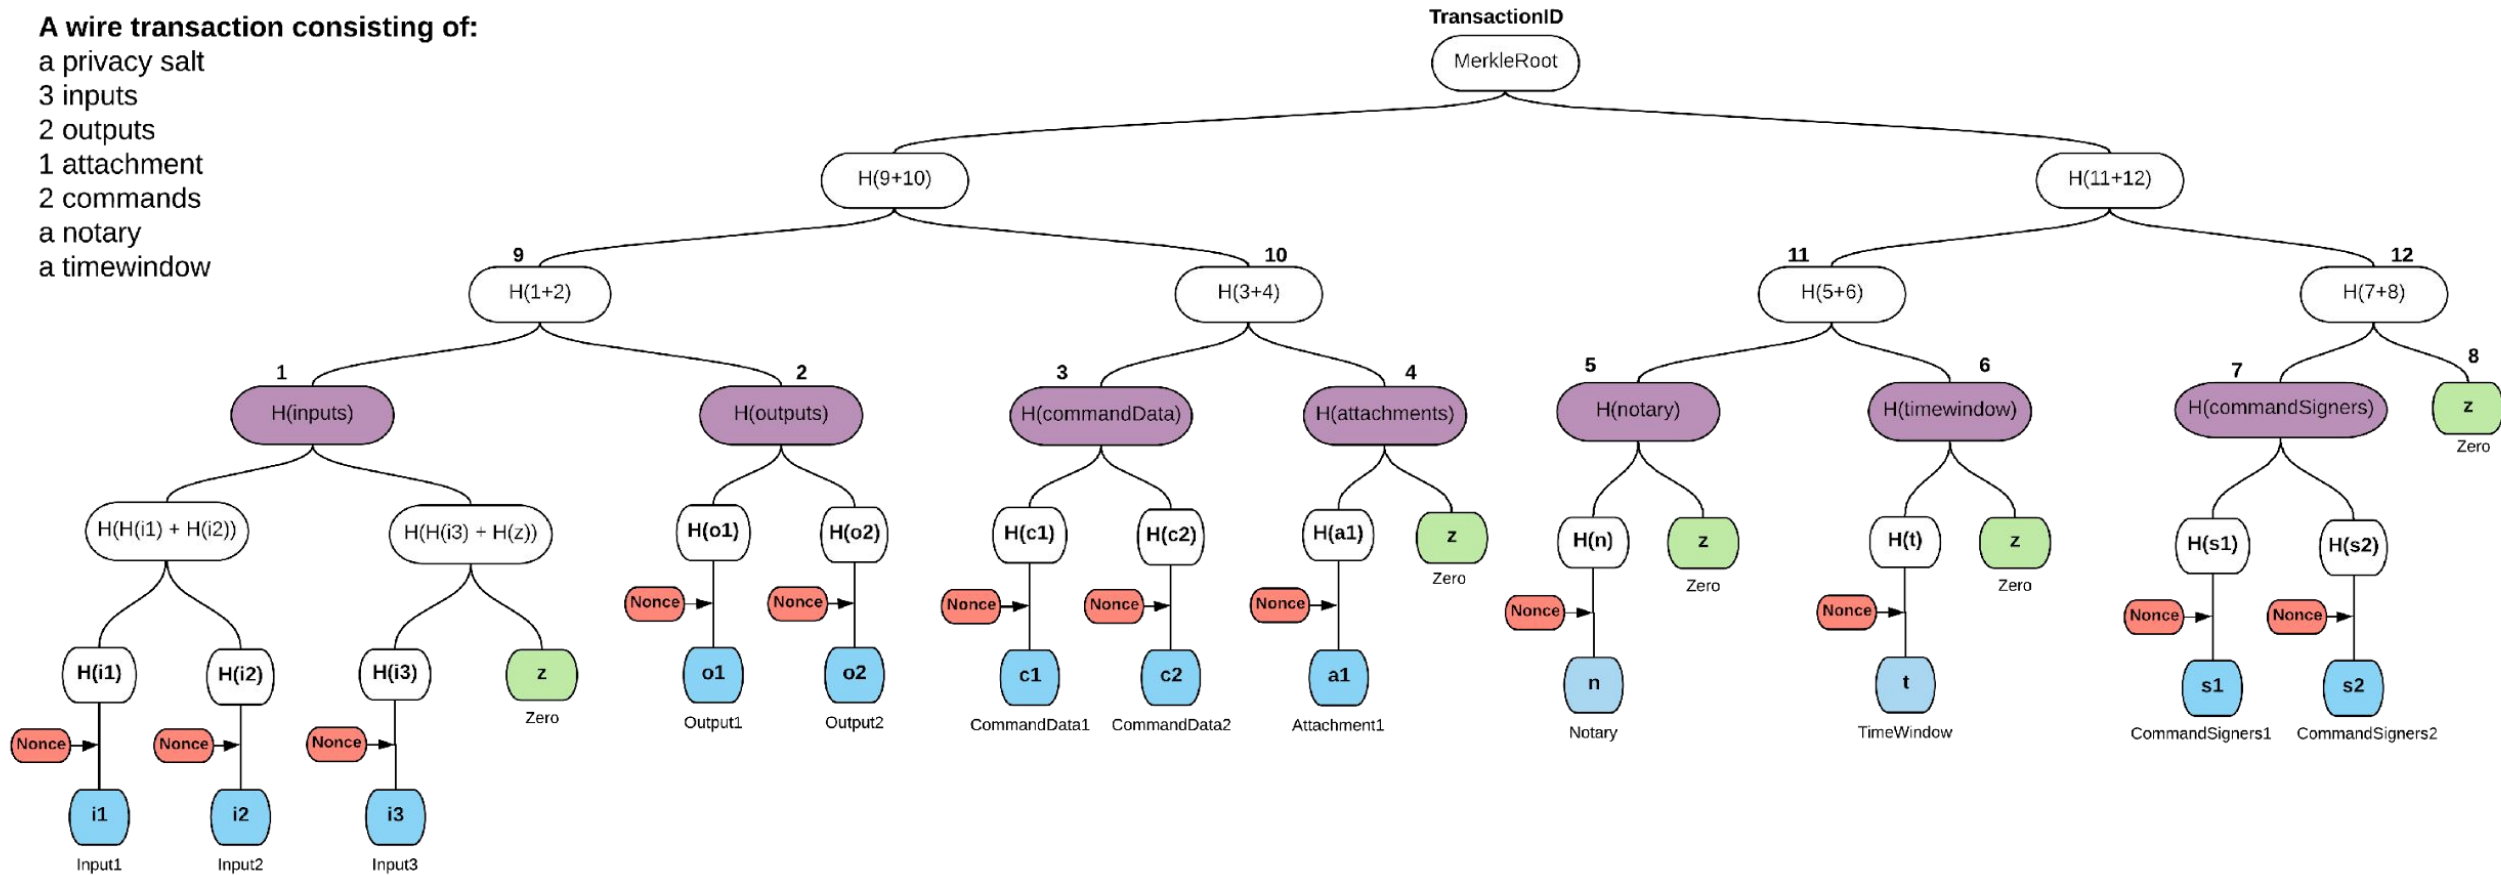 A wire transaction consisting of:
a privacy salt
3 inputs
2 outputs
1 attachment
2 commands
a notary
a timewindow
TransactionID
MerkleRoot
H(9+10)
H(11+12)
9
10
11
12
H(1+2)
H(3+4)
H(5+6)
H(7+8)
1
2
3
4
5
6
7
8
H(inputs)
H(outputs)
H(commandData)
H(attachments)
H(notary)
H(timewindow)
H(commandSigners)
z
Zero
H(H(i1) + H(i2))
H(H(i3) + H(z))
H(o1)
H(o2)
H(c1)
H(c2)
H(a1)
z
Zero
H(n)
z
Zero
H(t)
z
Zero
H(s1)
H(s2)
Nonce
Nonce
Nonce
Nonce
Nonce
Nonce
Nonce
Nonce
Nonce
H(i1)
H(i2)
H(i3)
z
Zero
o1
o2
c1
c2
a1
n
t
s1
s2
Output1
Output2
CommandData1
CommandData2
Attachment1
Notary
TimeWindow
CommandSigners1
CommandSigners2
Nonce
Nonce
Nonce
i1
i2
i3
Input1
Input2
Input3